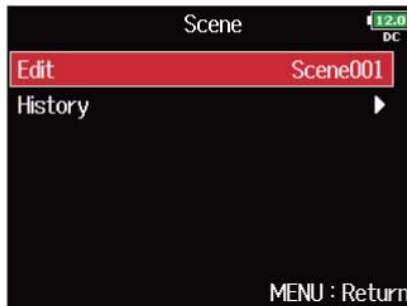 Scene 12.0
DC
Edit Scene001
History
MENU : Return